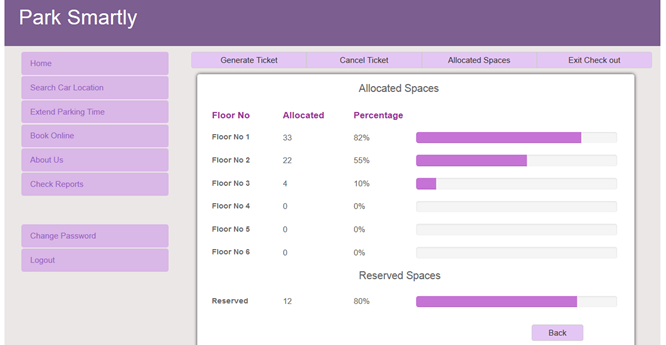 Park Smartly
Home
Search Car Location
Extend Parking Time
Book Online
About Us
Check Reports
Change Password
Logout
Generate Ticket Cancel Ticket Allocated Spaces Exit Check out
Allocated Spaces
Floor No Allocated Percentage
Floor No 1 33 82%
Floor No 2 22 55%
Floor No 3 4 10%
Floor No 4 0 0%
Floor No 5 0 0%
Floor No 6 0 0%
Reserved Spaces
Reserved 12 80%
Back